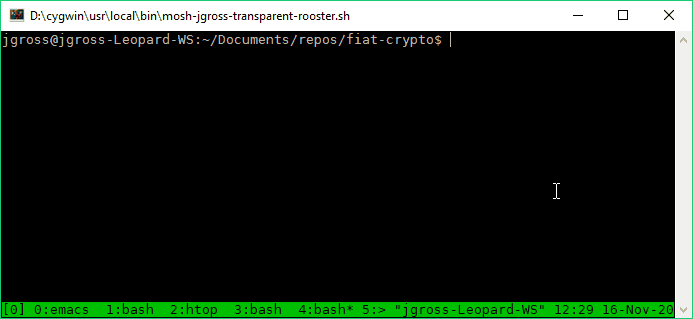 D:\cygwin\usr\local\bin\mosh-jgross-transparent-rooster.sh
jgross@jgross-Leopard-WS:~/Documents/repos/fiat-crypto$
[0] 0:emacs  1:bash  2:htop  3:bash  4:bash* 5:> "jgross-Leopard-WS" 12:29 16-Nov-20